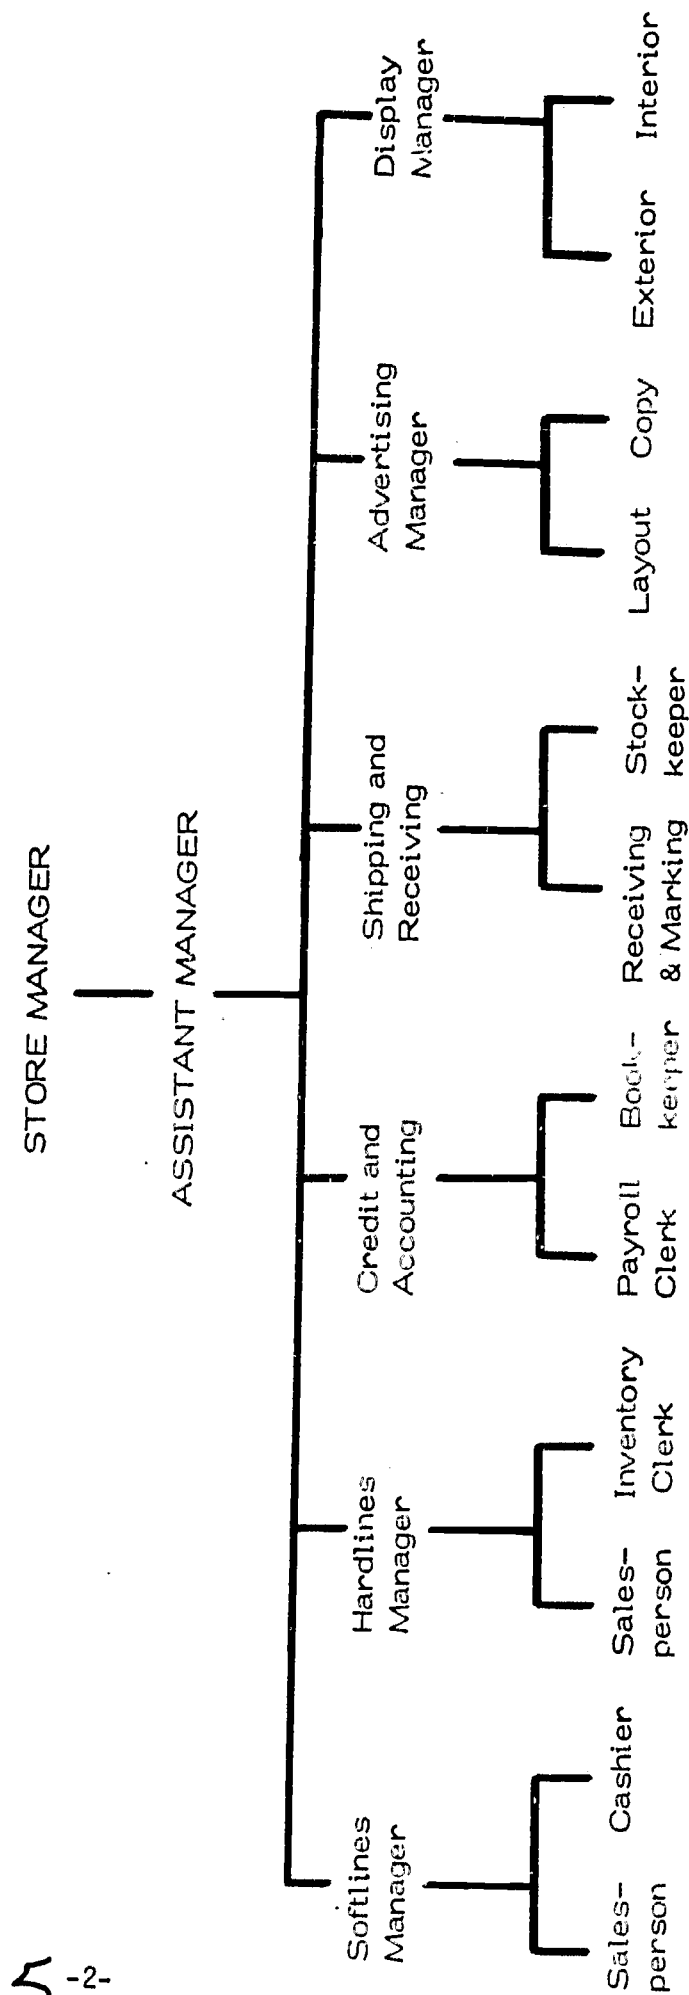 STORE MANAGER
ASSISTANT MANAGER
Softlines
Manager
Hardlines
Manager
Credit and
Accounting
Shipping and
Receiving
Advertising
Manager
Display
Manager
Sales-
person
Cashier
Sales-
person
Inventory
Clerk
Payroll
Clerk
Book-
keeper
Receiving
& Marking
Stock-
keeper
Layout
Copy
Exterior
Interior
-2-